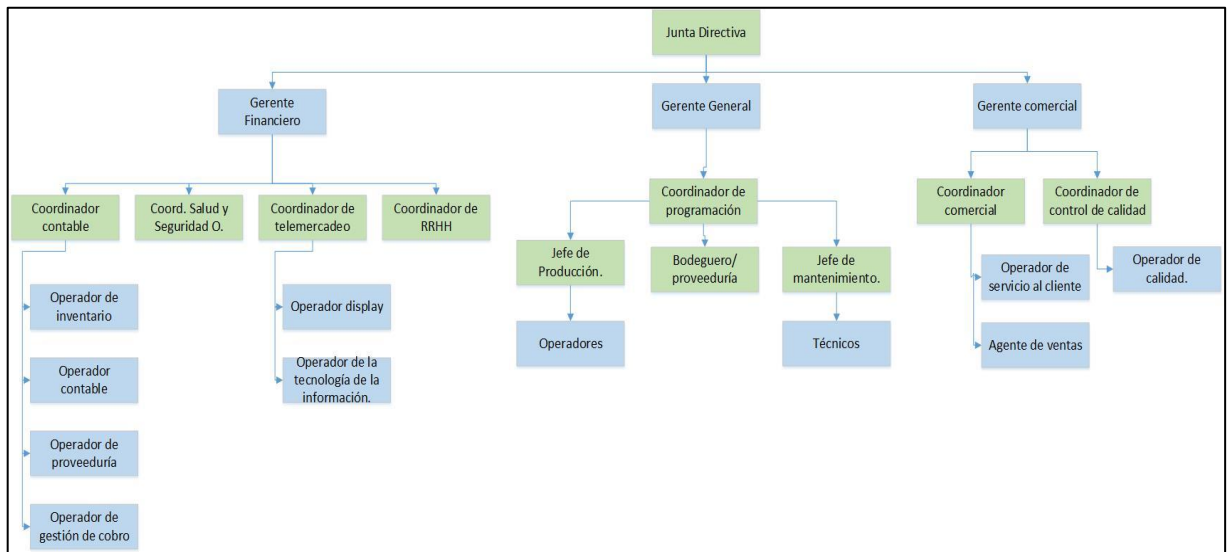 Junta Directiva
Gerente
Financiero
Gerente General
Gerente comercial
Coordinador
contable
Coord. Salud y
Seguridad O.
Coordinador
de telemercadeo
Coordinador de
RRHH
Coordinador de
programación
Coordinador
comercial
Coordinador de
control de calidad
Jefe de
Producción.
Bodeguero/
proveeduría
Jefe de
mantenimiento.
Operador de
servicio al cliente
Operador de
calidad.
Operador de
inventario
Operador display
Operadores
Técnicos
Agente de ventas
Operador
contable
Operador de la
tecnología de la
información.
Operador de
proveeduría
Operador de
gestión de cobro